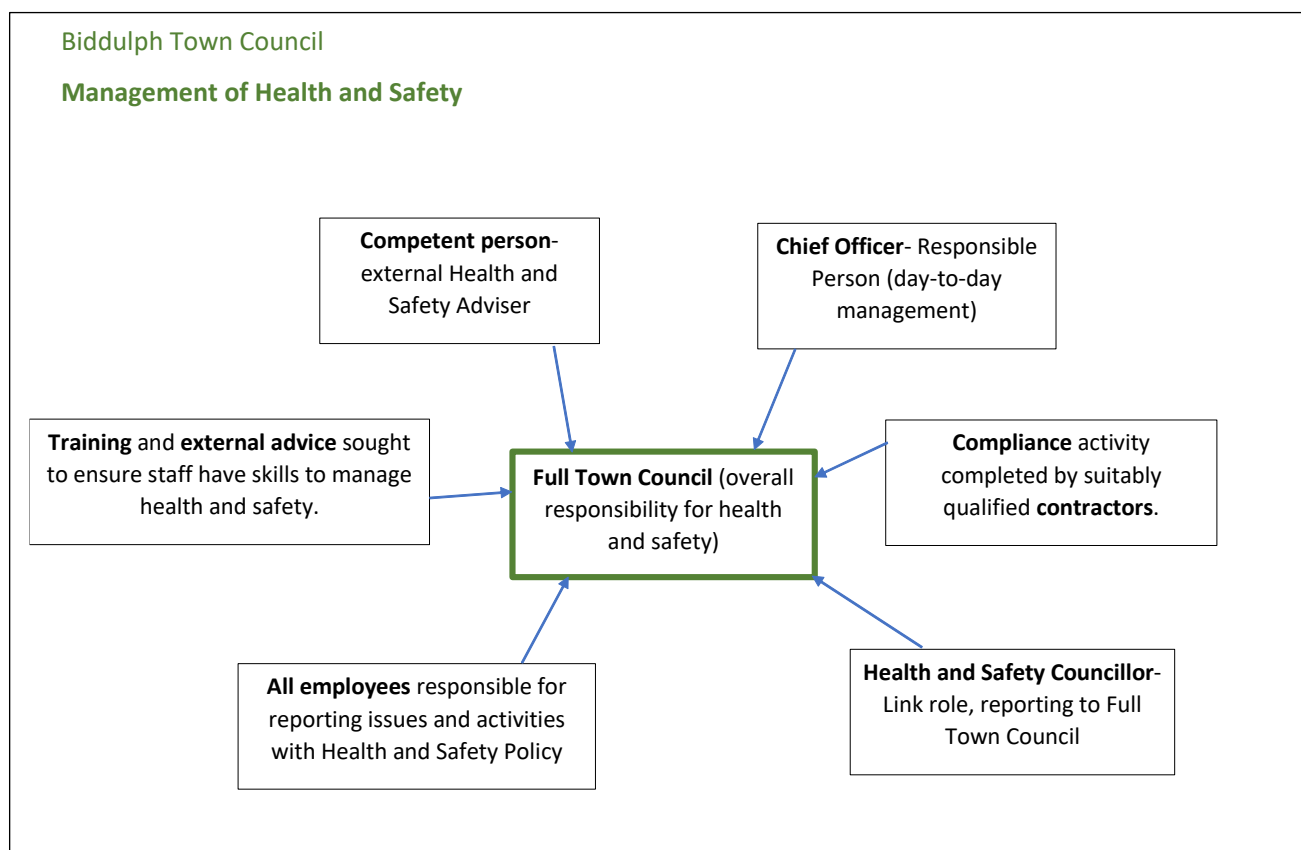 Biddulph Town Council
Management of Health and Safety
Competent person-
external Health and
Safety Adviser
Chief Officer- Responsible
Person (day-to-day
management)
Training and external advice sought
to ensure staff have skills to manage
health and safety.
Full Town Council (overall
responsibility for health
and safety)
Compliance activity
completed by suitably
qualified contractors.
All employees responsible for
reporting issues and activities
with Health and Safety Policy
Health and Safety Councillor-
Link role, reporting to Full
Town Council